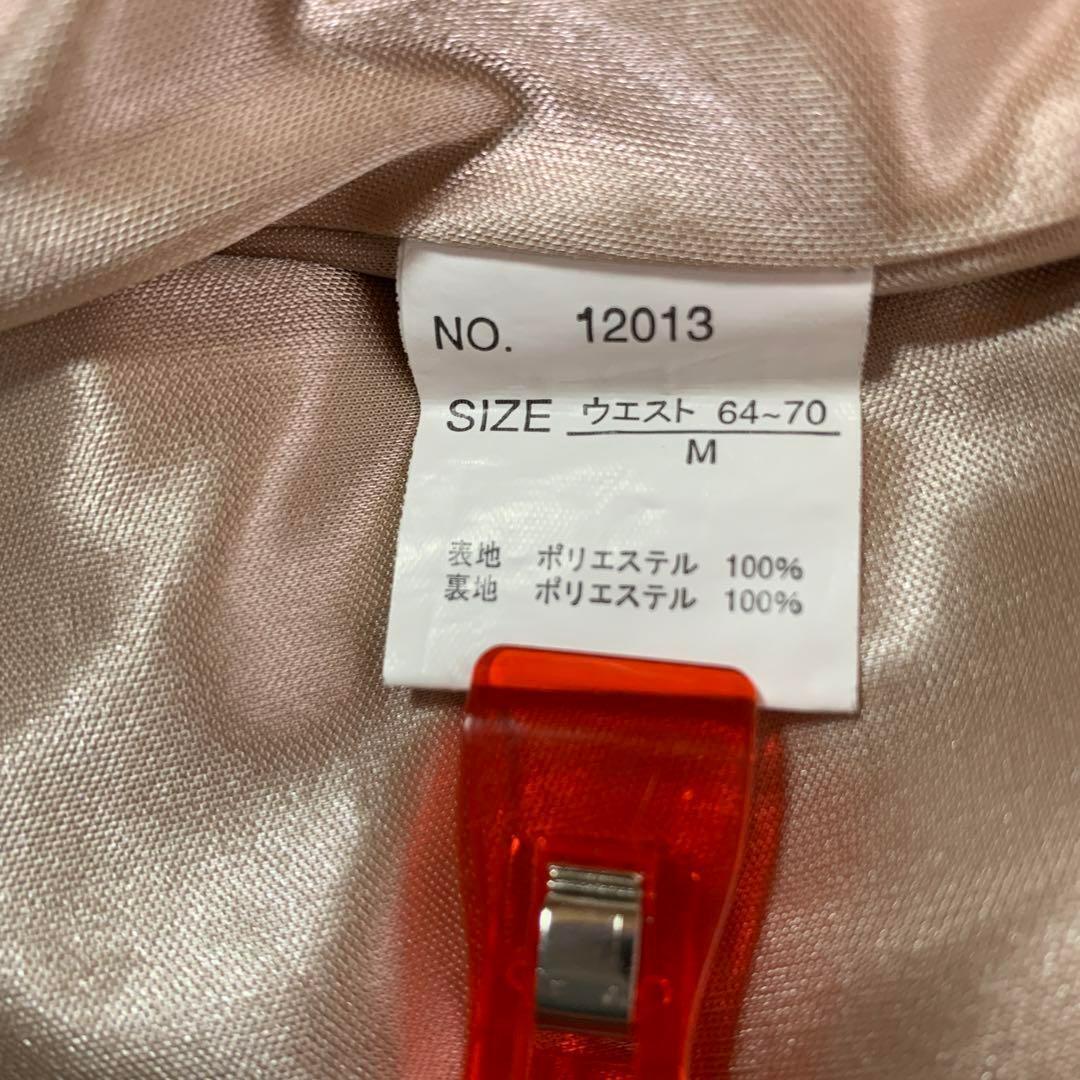 NO. 12013
SIZE ウエスト 64~70
M
表地 ポリエステル 100%
裏地 ポリエステル 100%